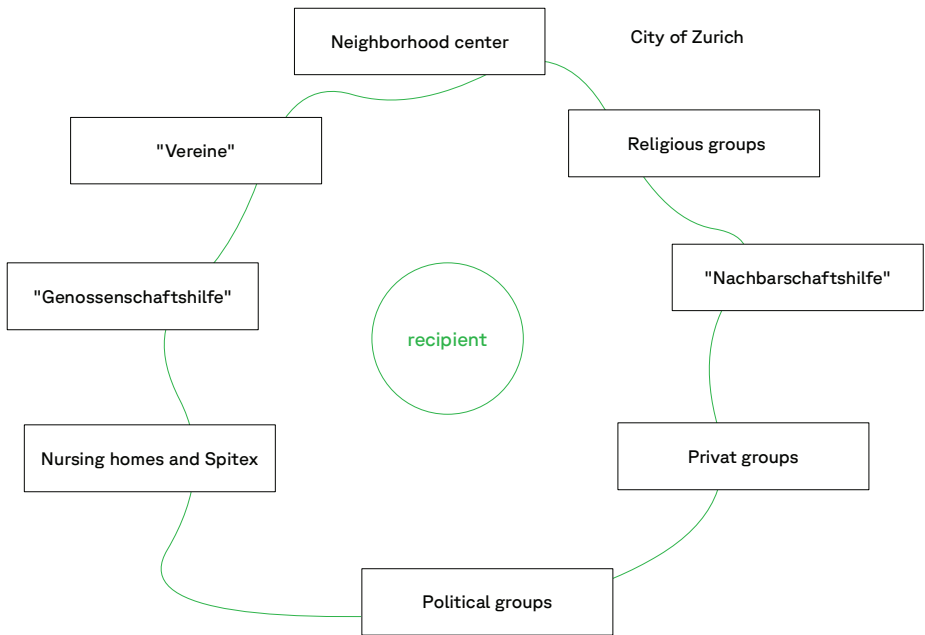 Neighborhood center
City of Zurich
"Vereine"
Religious groups
"Genossenschaftshilfe"
"Nachbarschaftshilfe"
recipient
Nursing homes and Spitex
Privat groups
Political groups